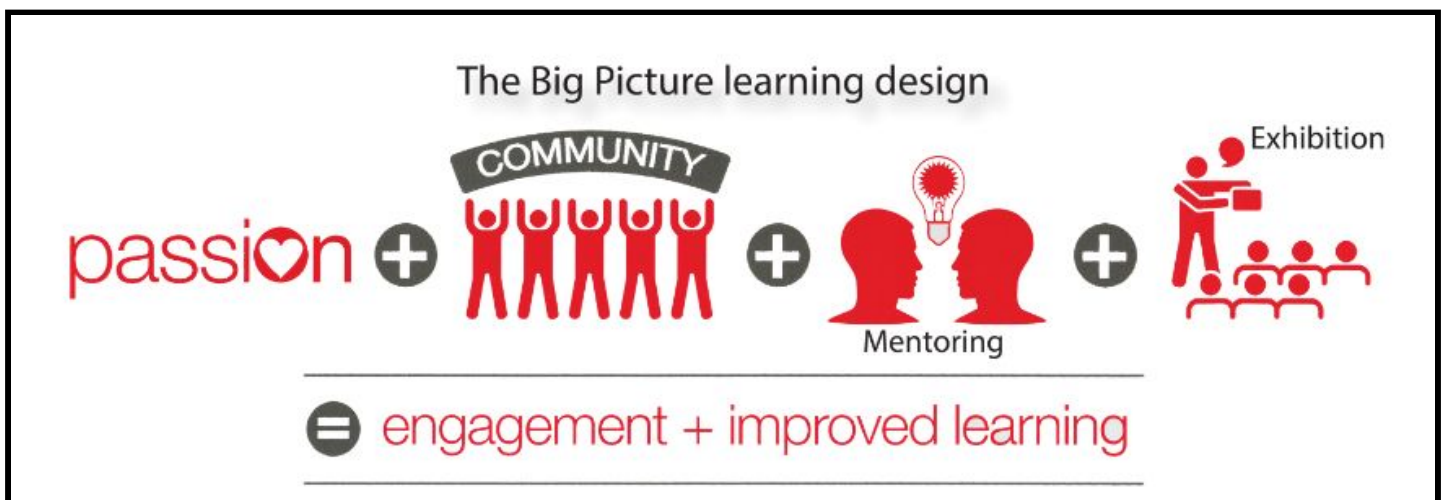 The Big Picture learning design
passion
+
COMMUNITY
+
Mentoring
+
Exhibition
= engagement + improved learning